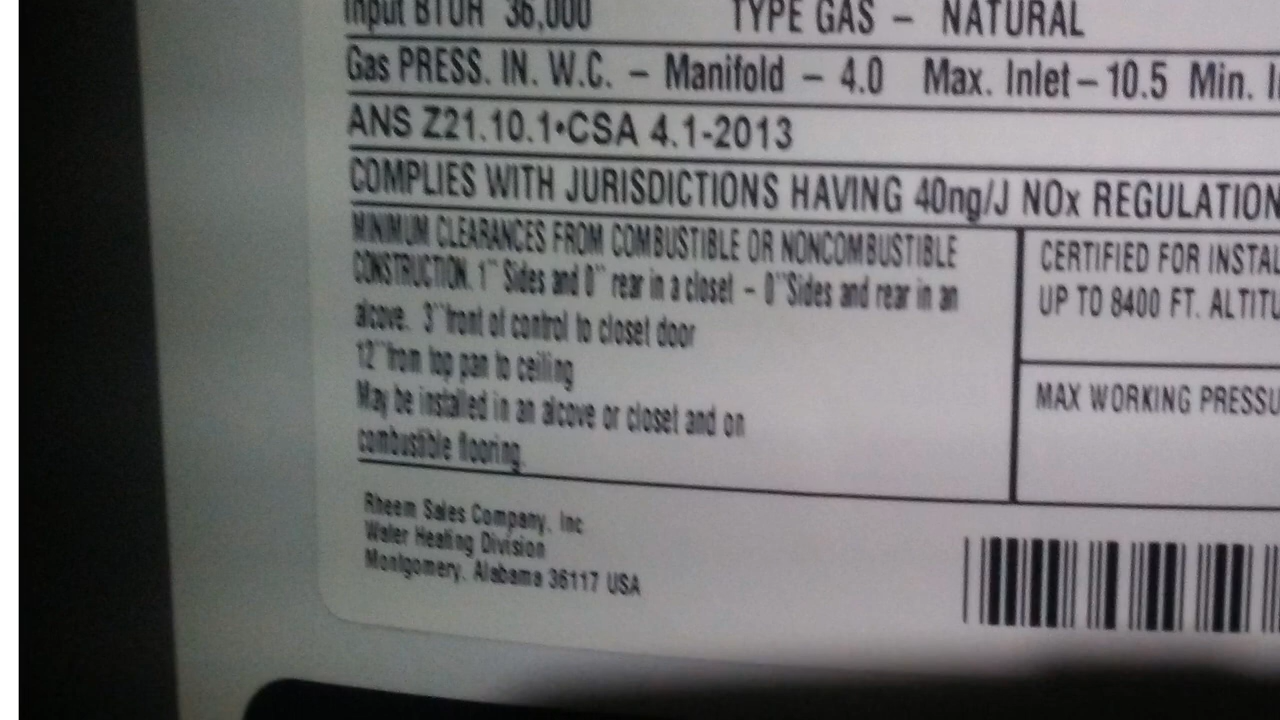 Input BTUH 36,000 TYPE GAS – NATURAL
Gas PRESS. IN. W.C. – Manifold – 4.0 Max. Inlet – 10.5 Min.
ANS Z21.10.1•CSA 4.1-2013
COMPLIES WITH JURISDICTIONS HAVING 40ng/J NOx REGULATION
MINIMUM CLEARANCES FROM COMBUSTIBLE OR NONCOMBUSTIBLE
CONSTRUCTION. 1" Sides and 0" rear in a closet – 0" Sides and rear in an
alcove. 3" front of control to closet door
12" from top pan to ceiling
May be installed in an alcove or closet and on
combustible flooring.
CERTIFIED FOR INSTAL
UP TO 8400 FT. ALTITU
MAX WORKING PRESSU
Rheem Sales Company, Inc
Water Heating Division
Montgomery, Alabama 36117 USA